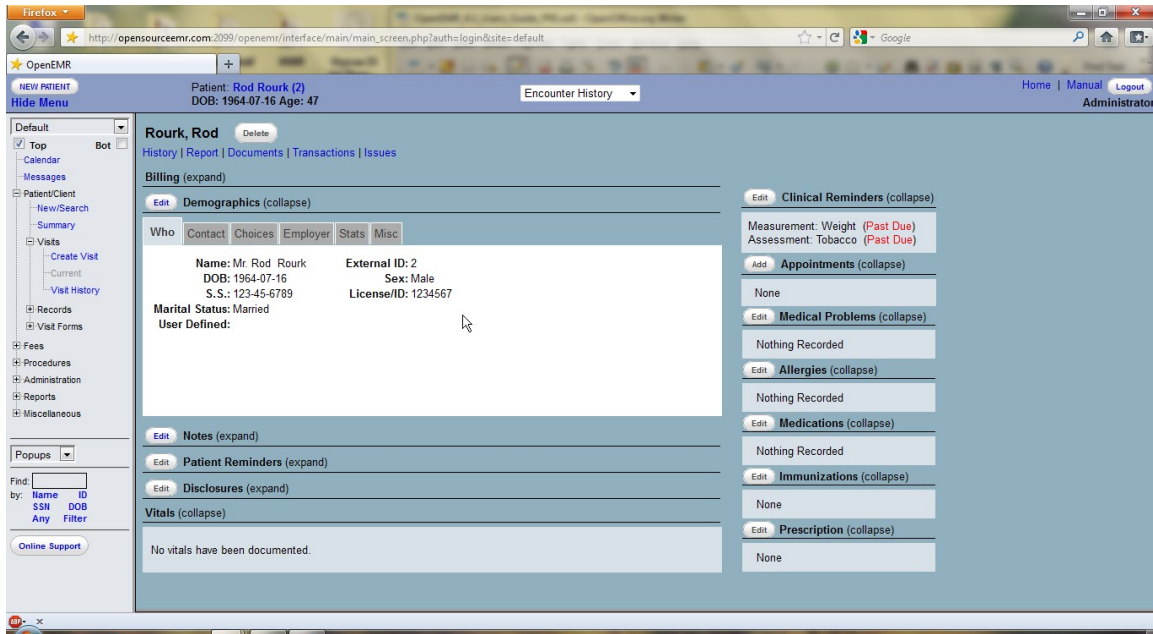 Firefox
http://opensourceemr.com:2099/openemr/interface/main/main_screen.php?auth=login&site=default
Google
OpenEMR
NEW PATIENT
Hide Menu
Patient: Rod Rourk (2)
DOB: 1964-07-16 Age: 47
Encounter History
Home | Manual Logout
Administrator
Default
Top Bot
Calendar
Messages
Patient/Client
New/Search
Summary
Visits
Create Visit
Current
Visit History
Records
Visit Forms
Fees
Procedures
Administration
Reports
Miscellaneous
Popups
Find:
by: Name ID
SSN DOB
Any Filter
Online Support
Rourk, Rod Delete
History | Report | Documents | Transactions | Issues
Billing (expand)
Edit Demographics (collapse)
Who Contact Choices Employer Stats Misc
Name: Mr. Rod Rourk External ID: 2
DOB: 1964-07-16 Sex: Male
S.S.: 123-45-6789 License/ID: 1234567
Marital Status: Married
User Defined:
Edit Notes (expand)
Edit Patient Reminders (expand)
Edit Disclosures (expand)
Vitals (collapse)
No vitals have been documented.
Edit Clinical Reminders (collapse)
Measurement: Weight (Past Due)
Assessment: Tobacco (Past Due)
Add Appointments (collapse)
None
Edit Medical Problems (collapse)
Nothing Recorded
Edit Allergies (collapse)
Nothing Recorded
Edit Medications (collapse)
Nothing Recorded
Edit Immunizations (collapse)
None
Edit Prescription (collapse)
None
ABP